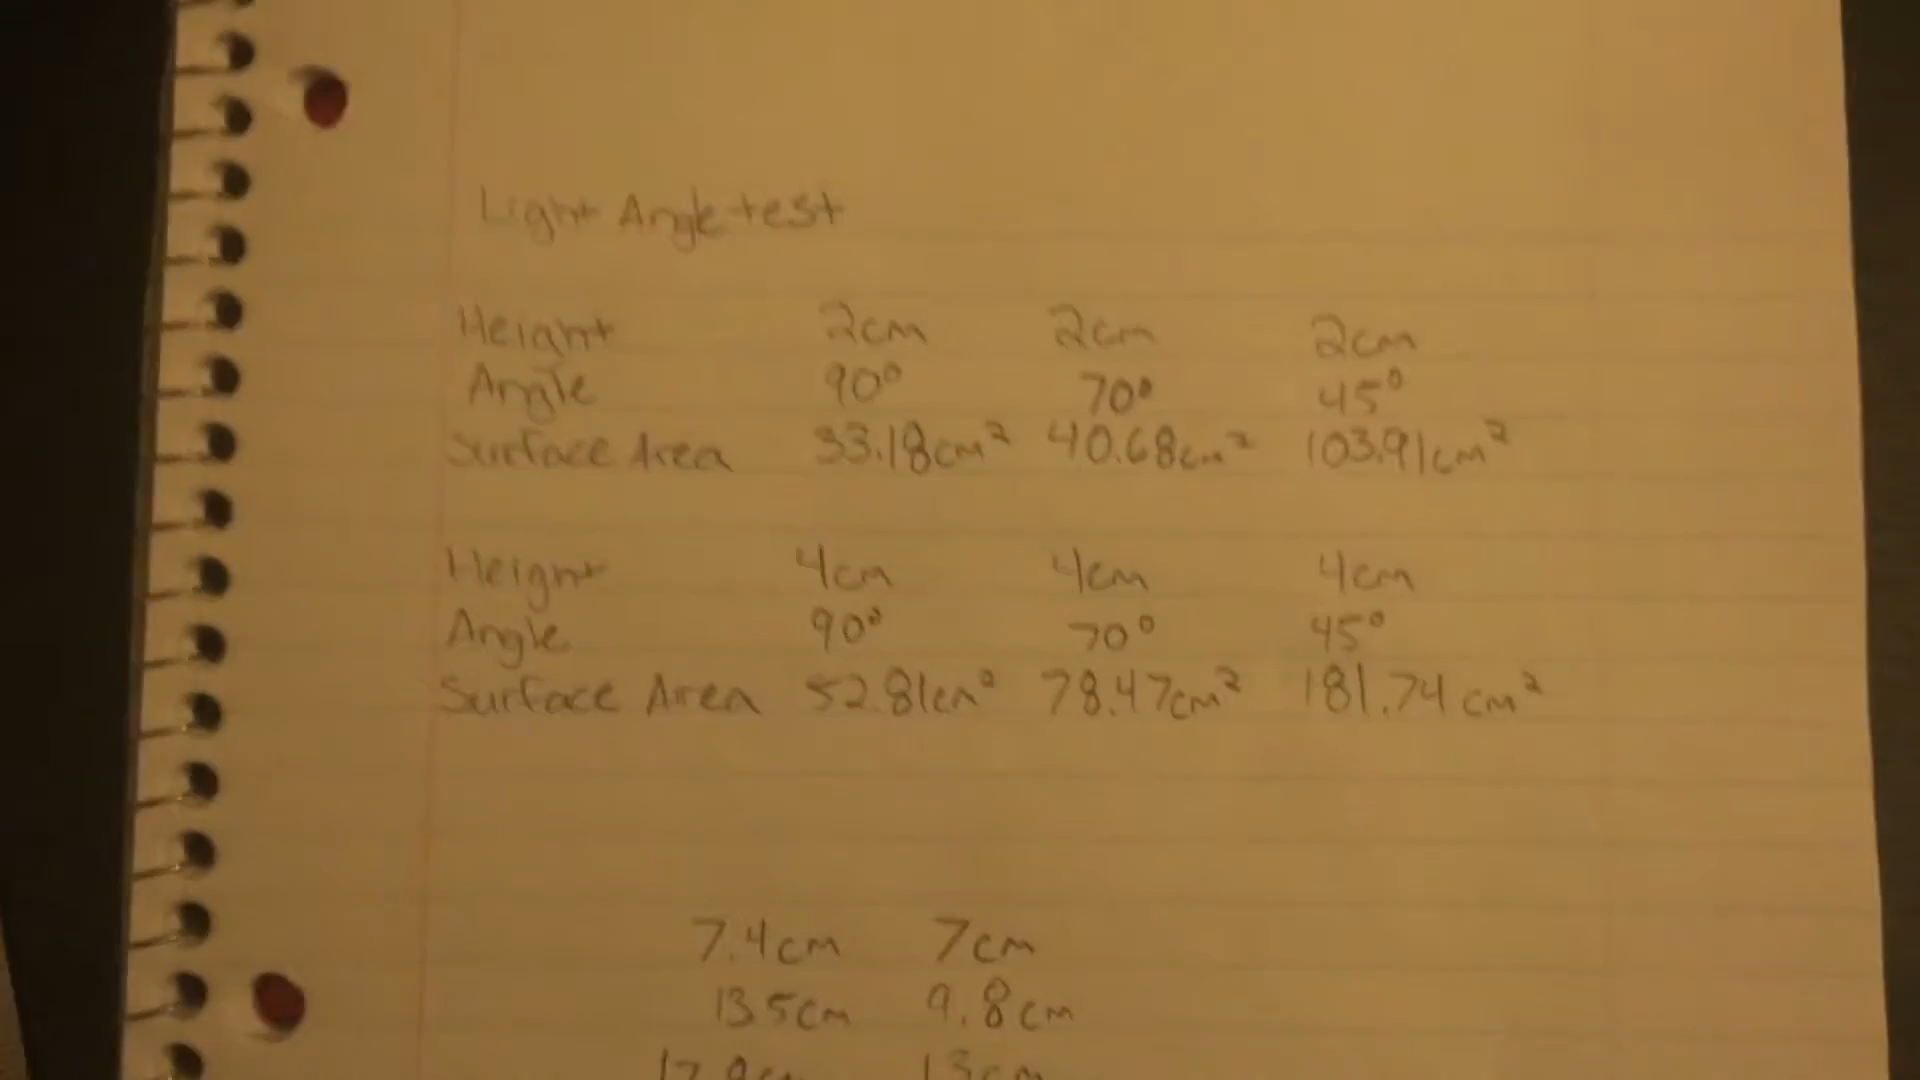 Light Angle test
Height 2cm 2cm 2cm
Angle 90° 70° 45°
Surface Area 33.18cm² 40.68cm² 103.91cm²
Height 4cm 4cm 4cm
Angle 90° 70° 45°
Surface Area 52.81cm² 78.47cm² 181.74cm²
7.4cm 7cm
13.5cm 9.8cm
13cm